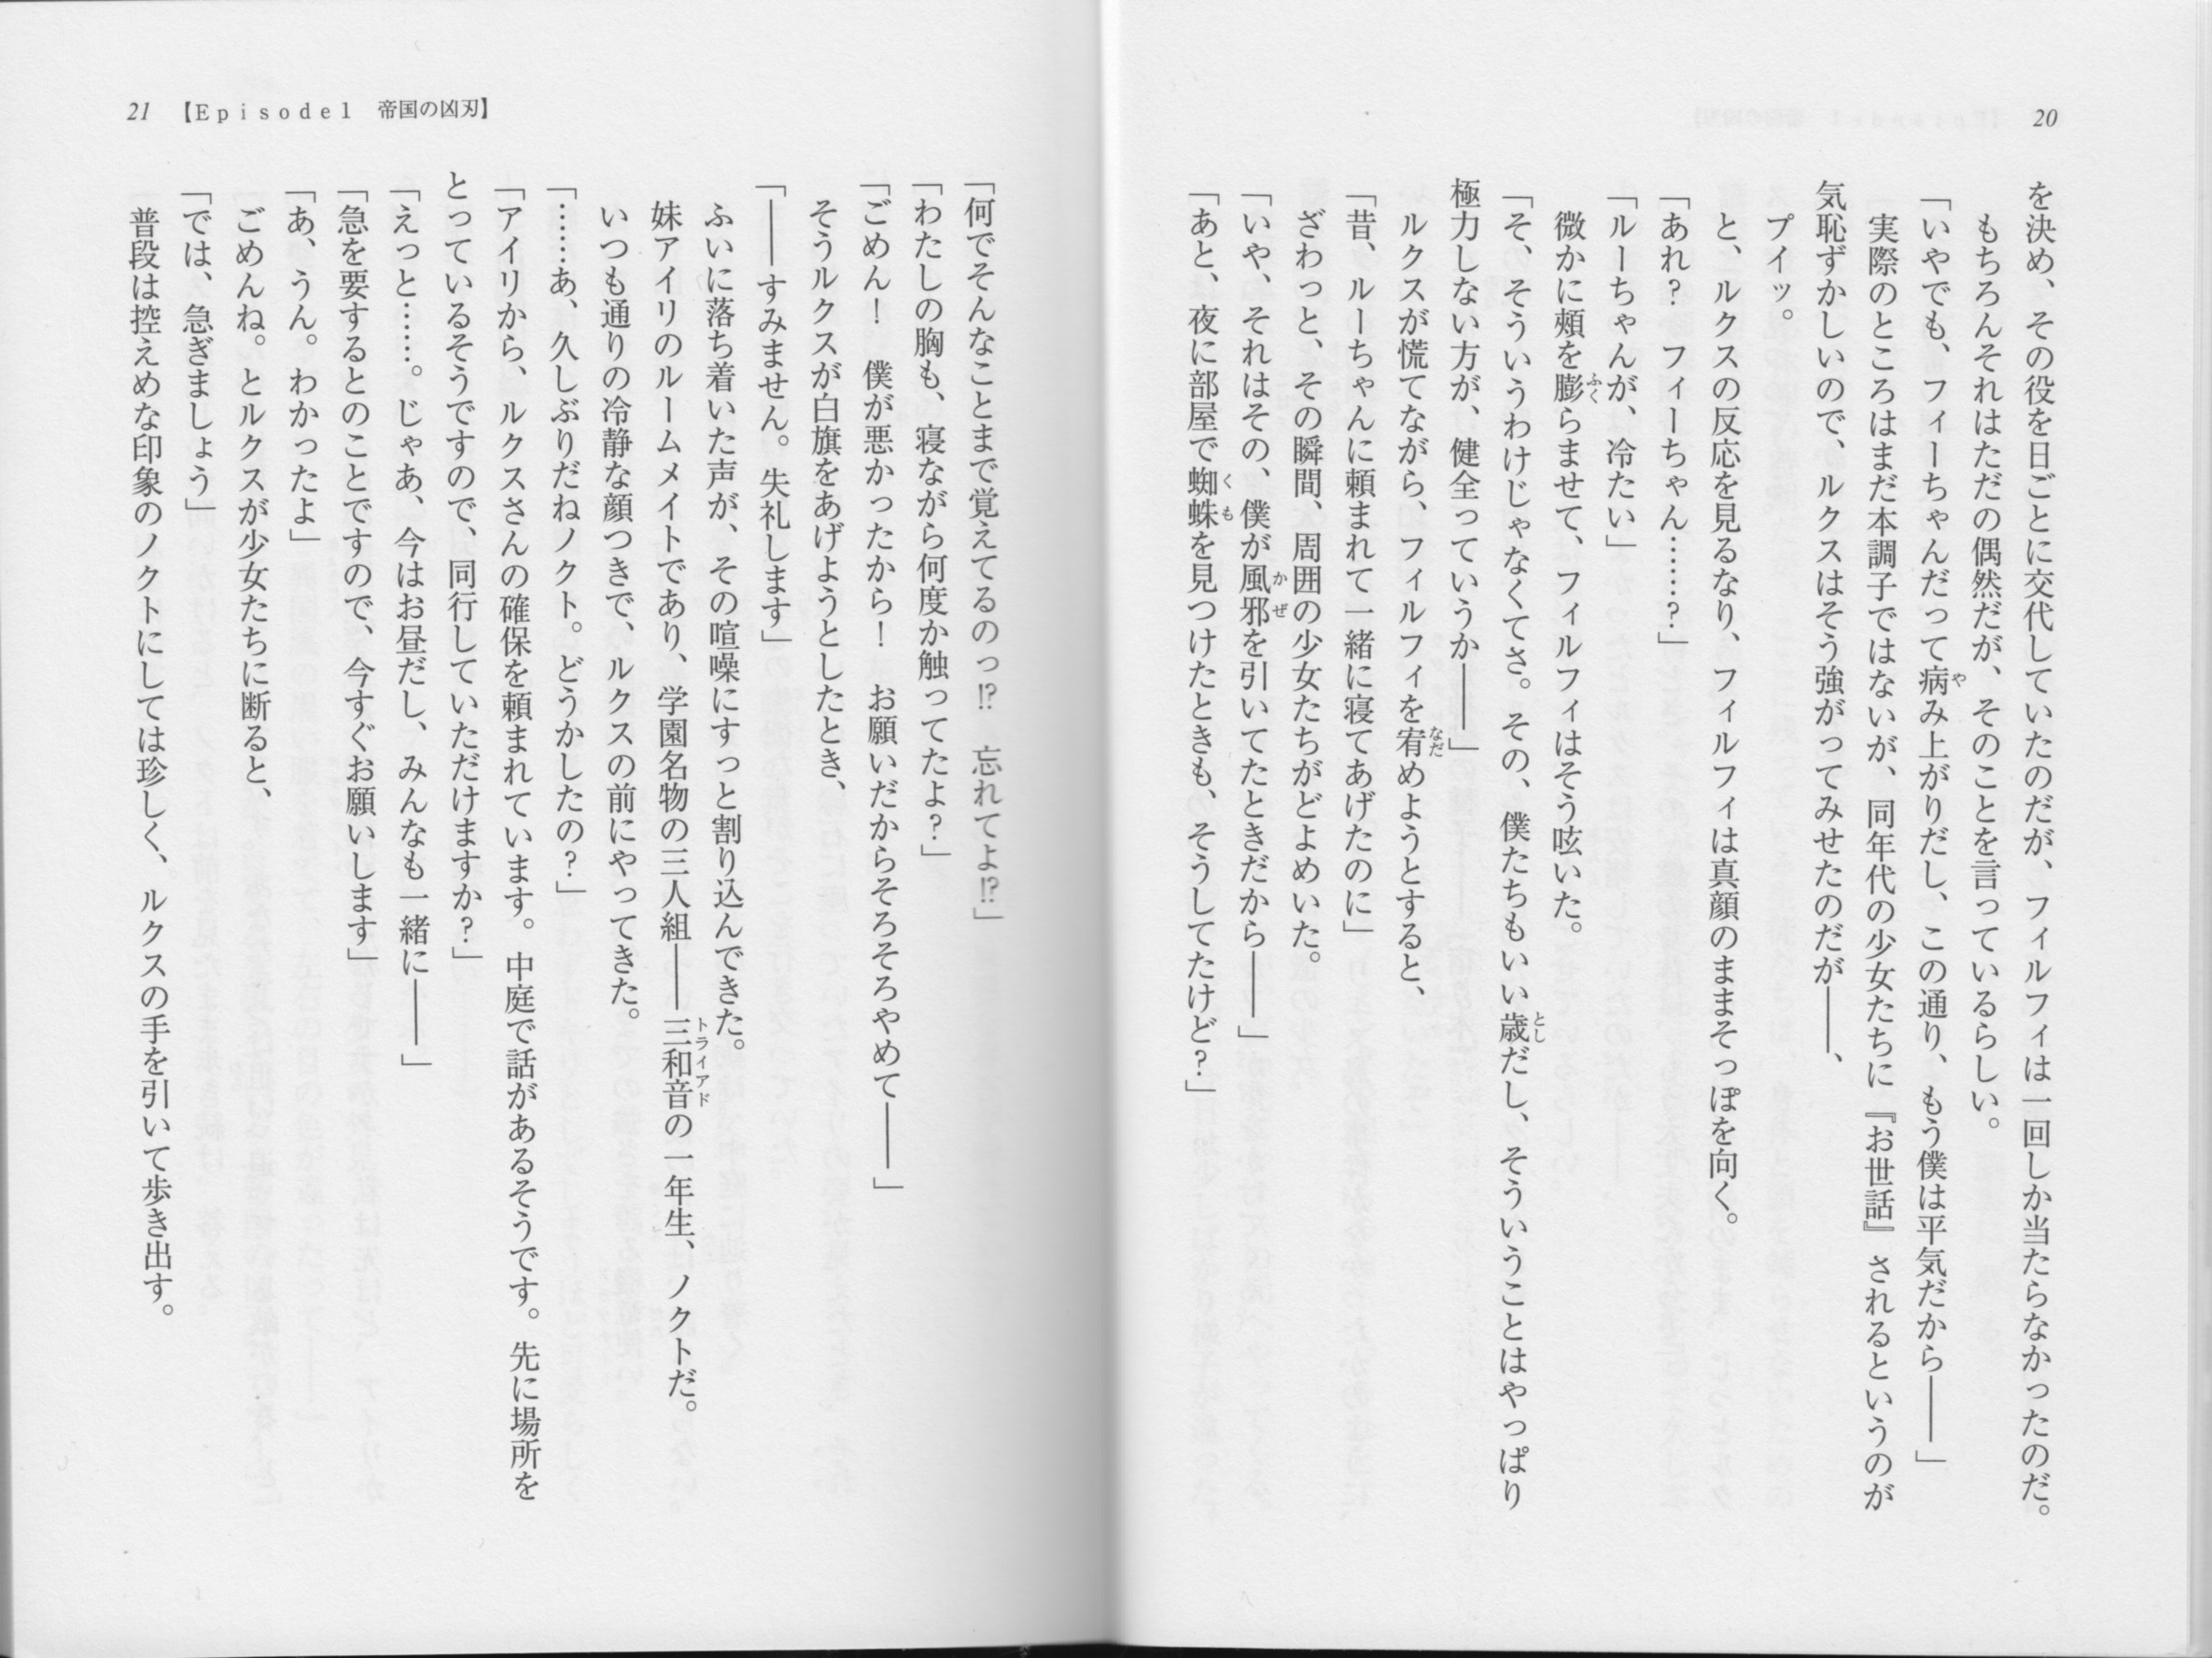 20
を決め、その役を日ごとに交代していたのだが、フィルフィは一回しか当たらなかったのだ。
もちろんそれはただの偶然だが、そのことを言っているらしい。
「いやでも、フィーちゃんだって病み上がりだし、この通り、もう僕は平気だから――」
実際のところはまだ本調子ではないが、同年代の少女たちに『お世話』されるというのが
気恥ずかしいので、ルクスはそう強がってみせたのだが――、
プイッ。
と、ルクスの反応を見るなり、フィルフィは真顔のままそっぽを向く。
「あれ？　フィーちゃん……？」
「ルーちゃんが、冷たい」
微かに頰を膨らませて、フィルフィはそう呟いた。
「そ、そういうわけじゃなくてさ。その、僕たちもいい歳だし、そういうことはやっぱり
極力しない方が、健全っていうか――」
ルクスが慌てながら、フィルフィを宥めようとすると、
「昔、ルーちゃんに頼まれて一緒に寝てあげたのに」
ざわっと、その瞬間、周囲の少女たちがどよめいた。
「いや、それはその、僕が風邪を引いてたときだから――」
「あと、夜に部屋で蜘蛛を見つけたときも、そうしてたけど？」
21 【Episode1　帝国の凶刃】
「何でそんなことまで覚えてるのっ!?　忘れてよ!?」
「わたしの胸も、寝ながら何度か触ってたよ？」
「ごめん！　僕が悪かったから！　お願いだからそろそろやめて――」
そうルクスが白旗をあげようとしたとき、
「――すみません。失礼します」
ふいに落ち着いた声が、その喧噪にすっと割り込んできた。
妹アイリのルームメイトであり、学園名物の三人組――三和音の一年生、ノクトだ。
いつも通りの冷静な顔つきで、ルクスの前にやってきた。
「……あ、久しぶりだねノクト。どうかしたの？」
「アイリから、ルクスさんの確保を頼まれています。中庭で話があるそうです。先に場所を
とっているそうですので、同行していただけますか？」
「えっと……。じゃあ、今はお昼だし、みんなも一緒に――」
「急を要するとのことですので、今すぐお願いします」
「あ、うん。わかったよ」
ごめんね。とルクスが少女たちに断ると、
「では、急ぎましょう」
普段は控えめな印象のノクトにしては珍しく、ルクスの手を引いて歩き出す。